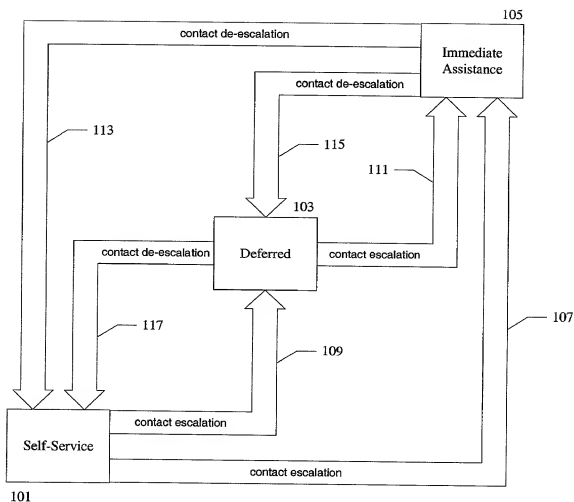 105
contact de-escalation
Immediate
Assistance
contact de-escalation
113
115
111
103
Deferred
contact de-escalation
contact escalation
107
117
109
contact escalation
Self-Service
contact escalation
101